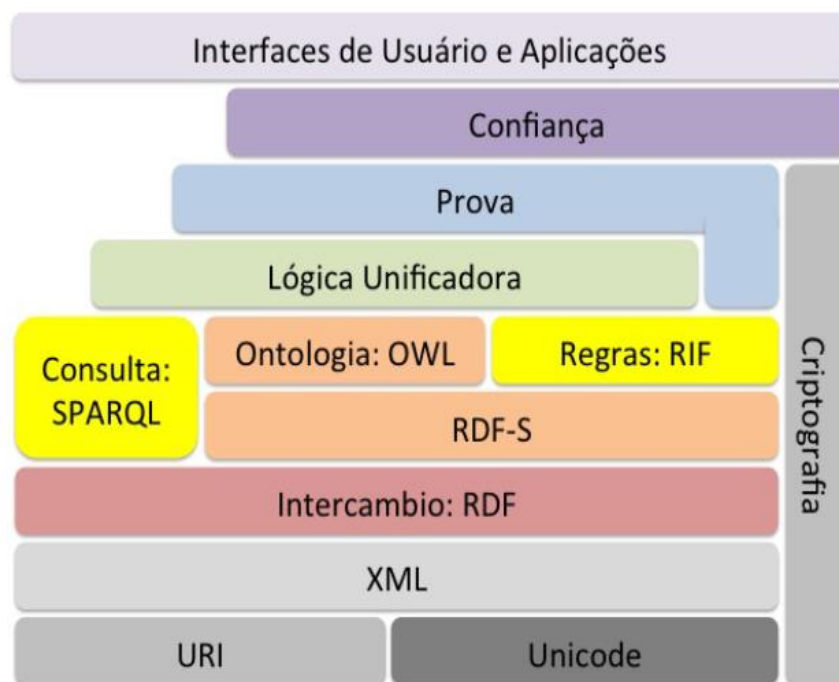 Interfaces de Usuário e Aplicações
Confiança
Prova
Lógica Unificadora
Consulta:
SPARQL
Ontologia: OWL
Regras: RIF
RDF-S
Criptografia
Intercambio: RDF
XML
URI
Unicode